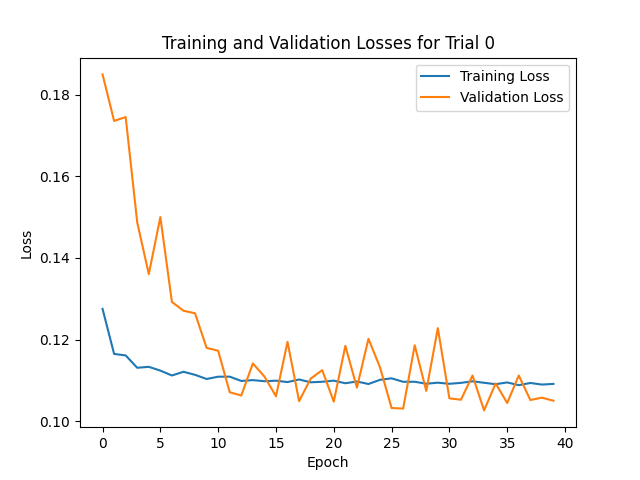 Training and Validation Losses for Trial 0
Training Loss
Validation Loss
0.18
0.16
0.14
0.12
0.10
Loss
0 5 10 15 20 25 30 35 40
Epoch